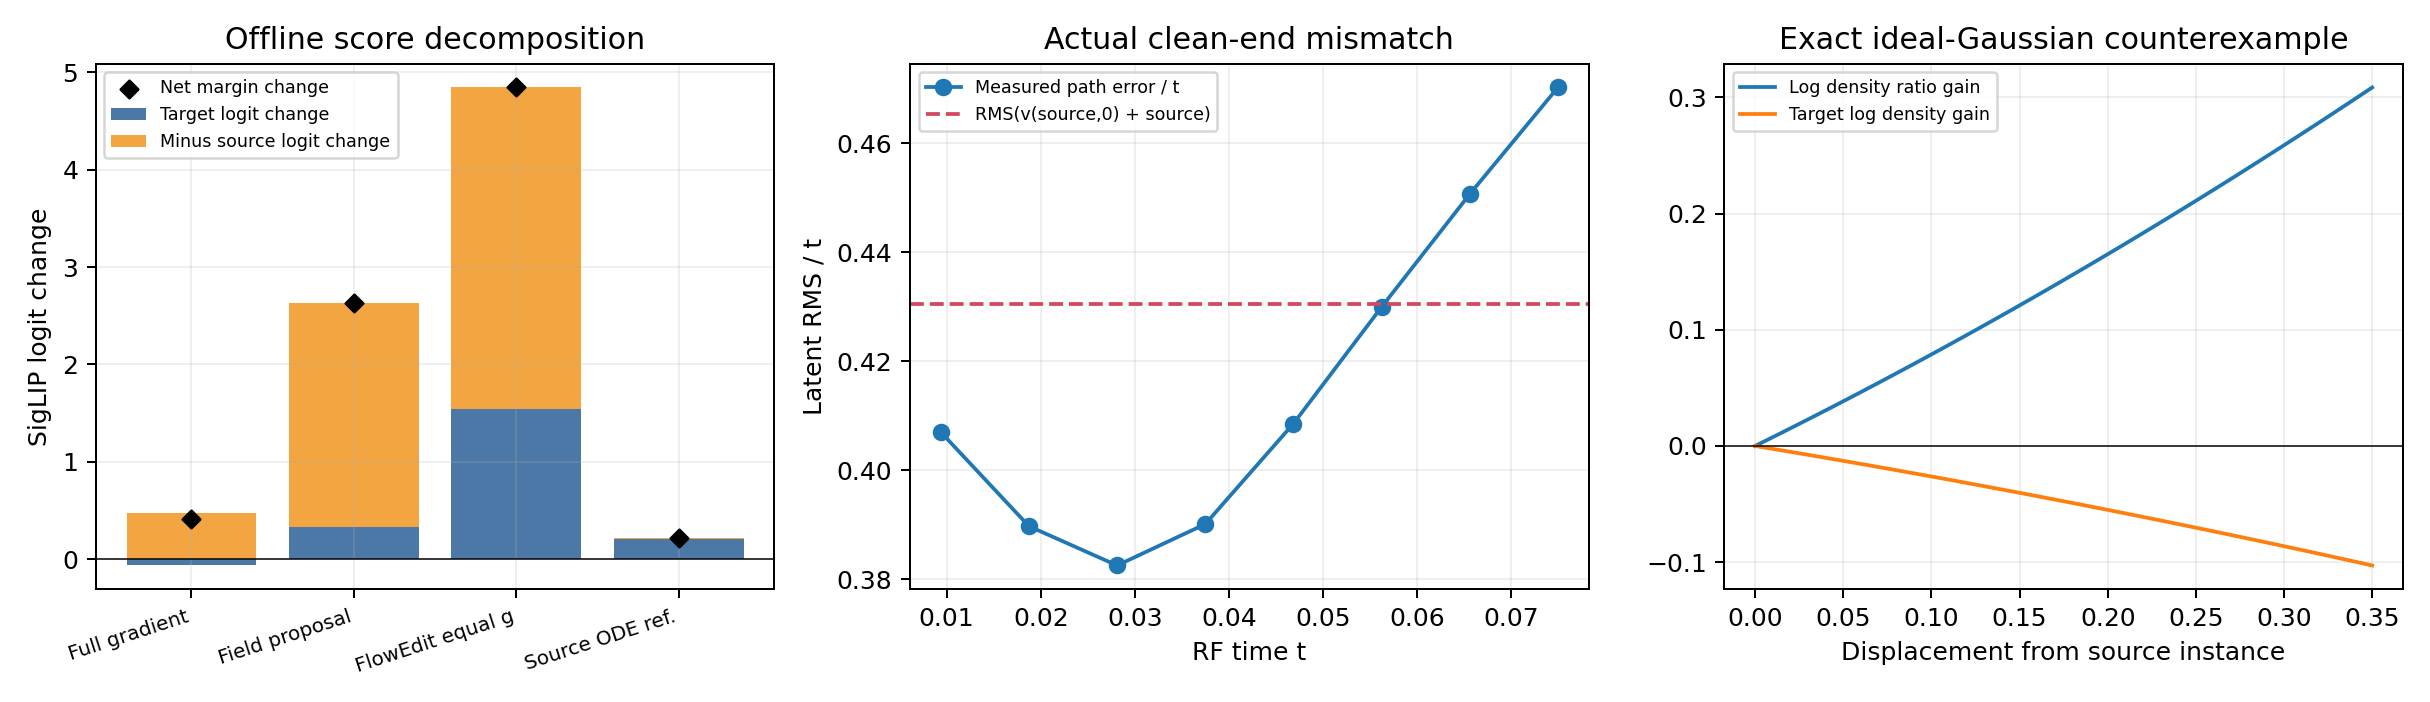 Offline score decomposition
Net margin change
Target logit change
Minus source logit change
SigLIP logit change
5
4
3
2
1
0
Full gradient
Field proposal
FlowEdit equal g
Source ODE ref.
Actual clean-end mismatch
Measured path error / t
RMS(v(source,0) + source)
Latent RMS / t
0.46
0.44
0.42
0.40
0.38
0.01 0.02 0.03 0.04 0.05 0.06 0.07
RF time t
Exact ideal-Gaussian counterexample
Log density ratio gain
Target log density gain
0.3
0.2
0.1
0.0
−0.1
0.00 0.05 0.10 0.15 0.20 0.25 0.30 0.35
Displacement from source instance